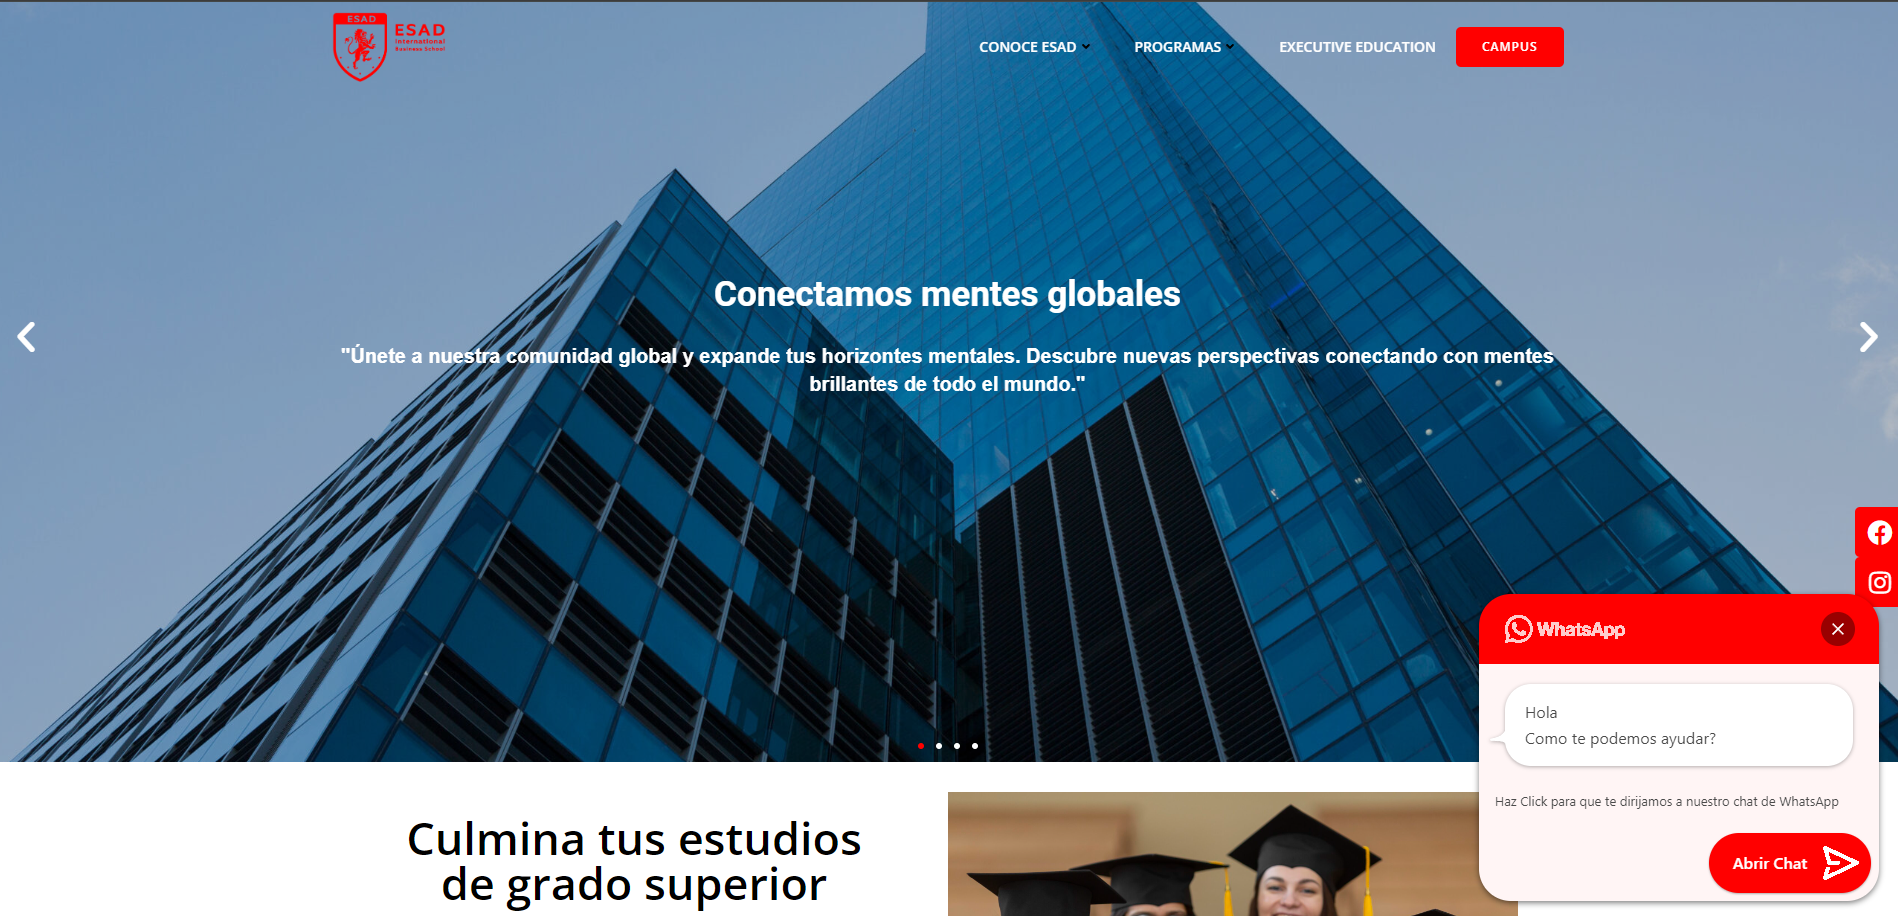 ESAD
ESAD
International
Business School
CONOCE ESAD
PROGRAMAS
EXECUTIVE EDUCATION
CAMPUS
Conectamos mentes globales
"Únete a nuestra comunidad global y expande tus horizontes mentales. Descubre nuevas perspectivas conectando con mentes
brillantes de todo el mundo."
WhatsApp
Hola
Como te podemos ayudar?
Haz Click para que te dirijamos a nuestro chat de WhatsApp
Abrir Chat
Culmina tus estudios
de grado superior